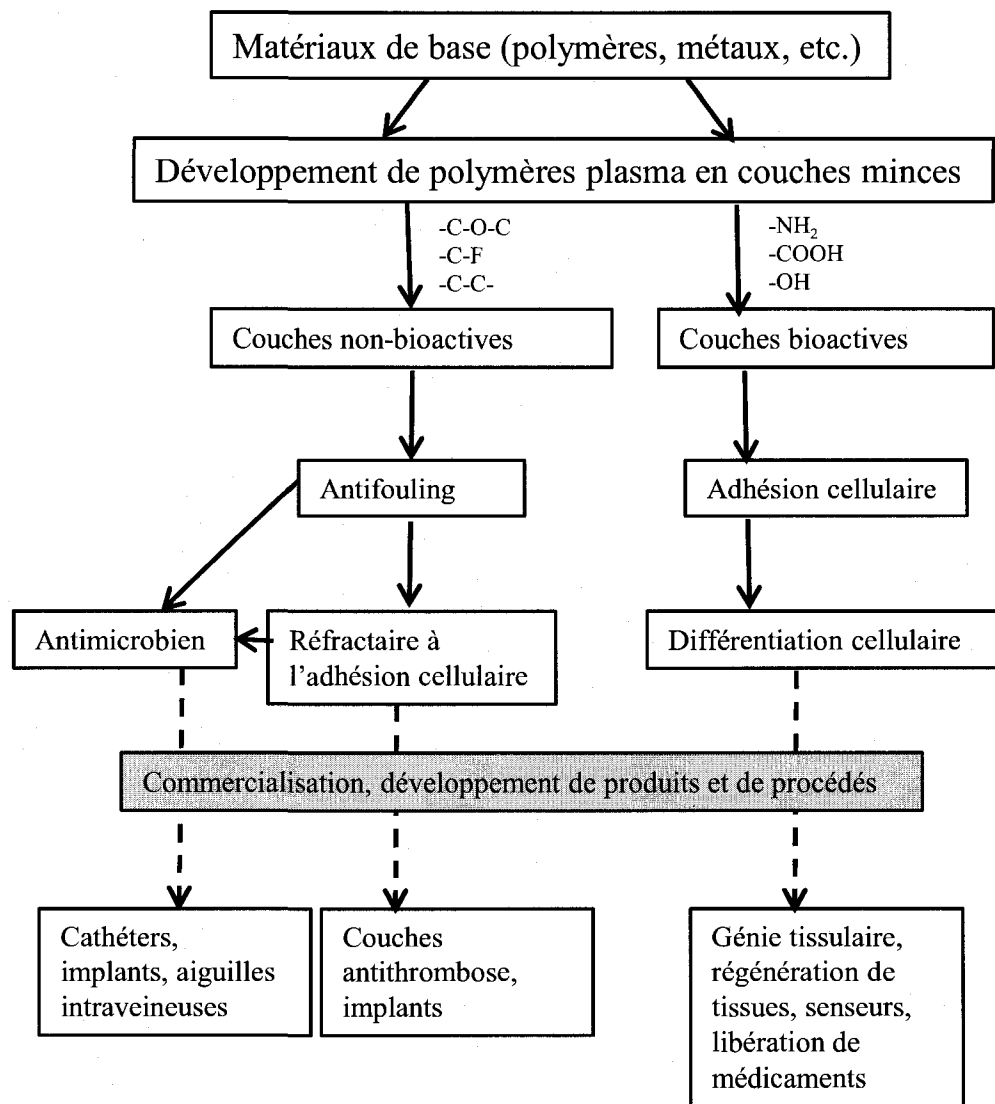 Matériaux de base (polymères, métaux, etc.)
Développement de polymères plasma en couches minces
-C-O-C
-C-F
-C-C-
-NH₂
-COOH
-OH
Couches non-bioactives
Couches bioactives
Antifouling
Adhésion cellulaire
Antimicrobien
Réfractaire à
l'adhésion cellulaire
Différentiation cellulaire
Commercialisation, développement de produits et de procédés
Cathéters,
implants, aiguilles
intraveineuses
Couches
antithrombose,
implants
Génie tissulaire,
régénération de
tissues, senseurs,
libération de
médicaments